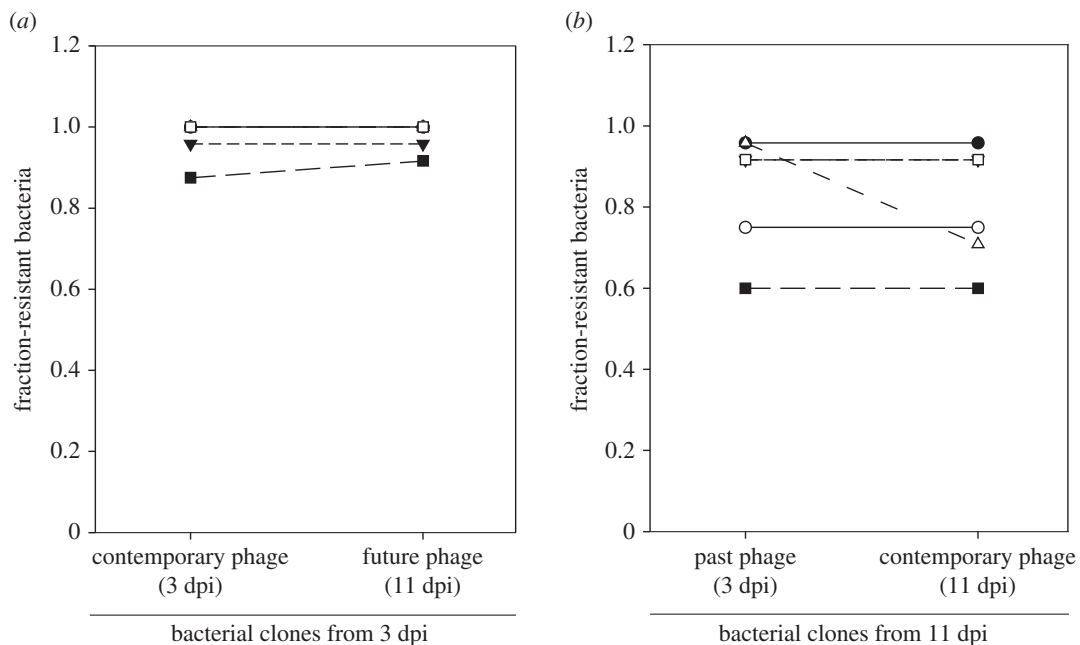 (a)
1.2
1.0
0.8
0.6
0.4
0.2
0
fraction-resistant bacteria
contemporary phage
(3 dpi)
future phage
(11 dpi)
bacterial clones from 3 dpi
(b)
1.2
1.0
0.8
0.6
0.4
0.2
0
fraction-resistant bacteria
past phage
(3 dpi)
contemporary phage
(11 dpi)
bacterial clones from 11 dpi